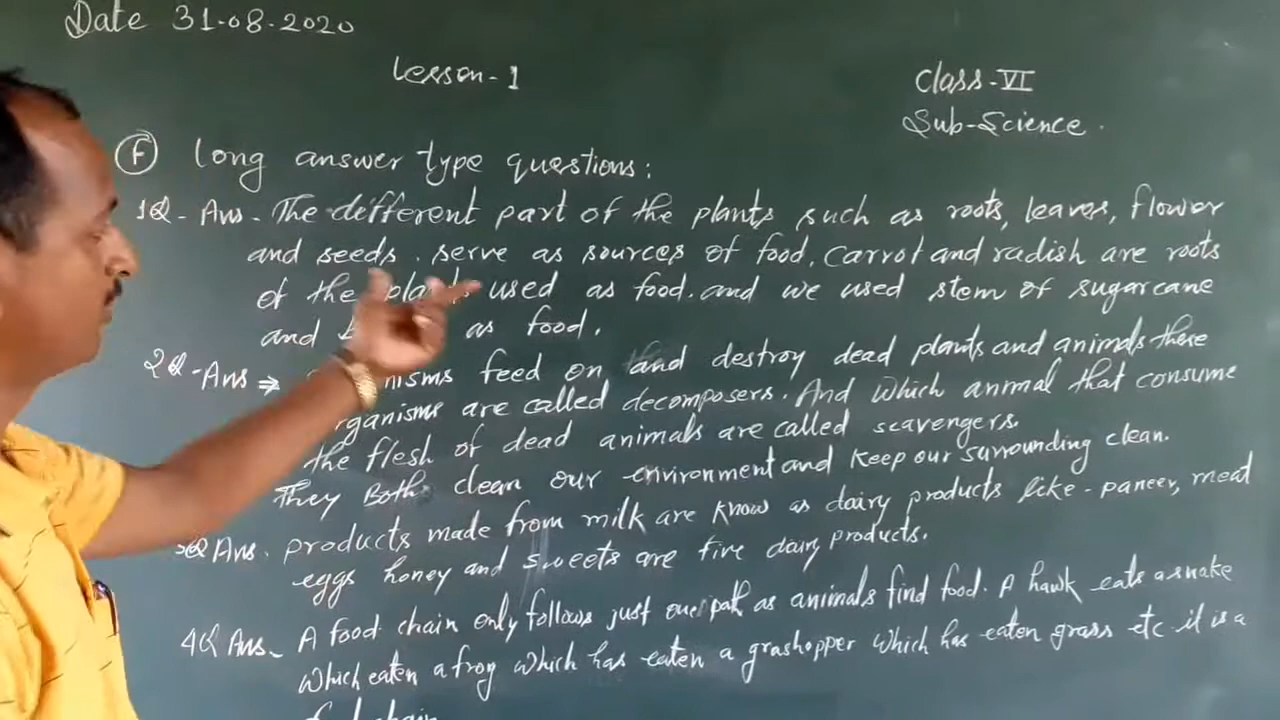 Date 31-08-2020
Lesson-1
Class-VI
Sub-Science.
(F) Long answer type questions:
1Q- Ans- The different part of the plants such as roots, leaves, flower
and seeds. serve as sources of food, carrot and radish are roots
of the plants used as food. and we used stem of sugarcane
and as food.
2Q-Ans ⇒ feed on and destroy dead plants and animals these
organisms are called decomposers. And which animal that consume
the flesh of dead animals are called scavengers.
They Both clean our environment and keep our surrounding clean.
3Q Ans. products made from milk are know as dairy products like - paneer, meat
eggs honey and sweets are five dairy products.
4Q Ans- A food chain only follows just one path as animals find food. A hawk eats a snake
which eaten a frog which has eaten a grashopper which has eaten grass etc it is a
food chain